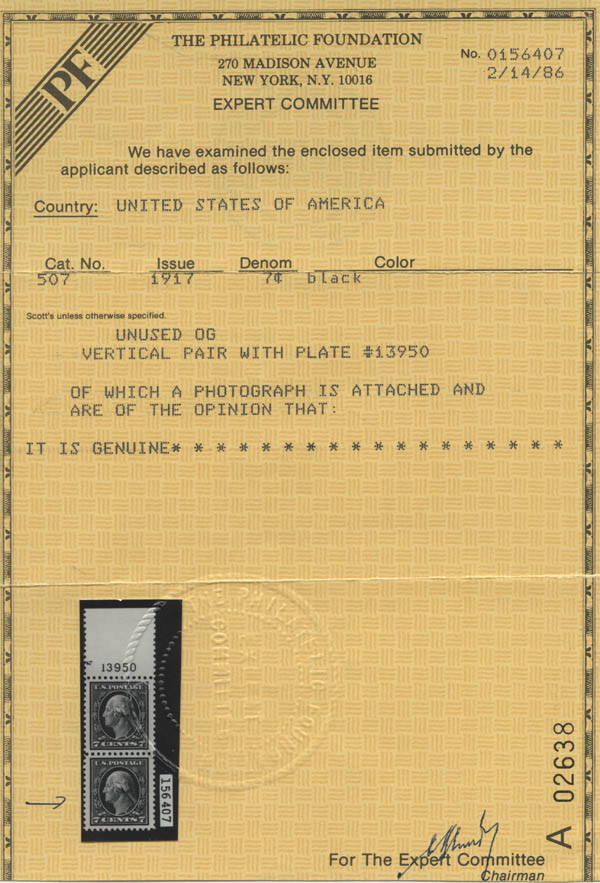 PF
THE PHILATELIC FOUNDATION
270 MADISON AVENUE
NEW YORK, N.Y. 10016
EXPERT COMMITTEE
No. 0156407
2/14/86
We have examined the enclosed item submitted by the
applicant described as follows:
Country: UNITED STATES OF AMERICA
Cat. No. Issue Denom Color
507 1917 7¢ black
Scott's unless otherwise specified.
UNUSED OG
VERTICAL PAIR WITH PLATE #13950
OF WHICH A PHOTOGRAPH IS ATTACHED AND
ARE OF THE OPINION THAT:
IT IS GENUINE* * * * * * * * * * * * * * * * * *
13950
U.S. POSTAGE
7 CENTS 7
U.S. POSTAGE
7 CENTS 7
156407
A 02638
For The Expert Committee
Chairman